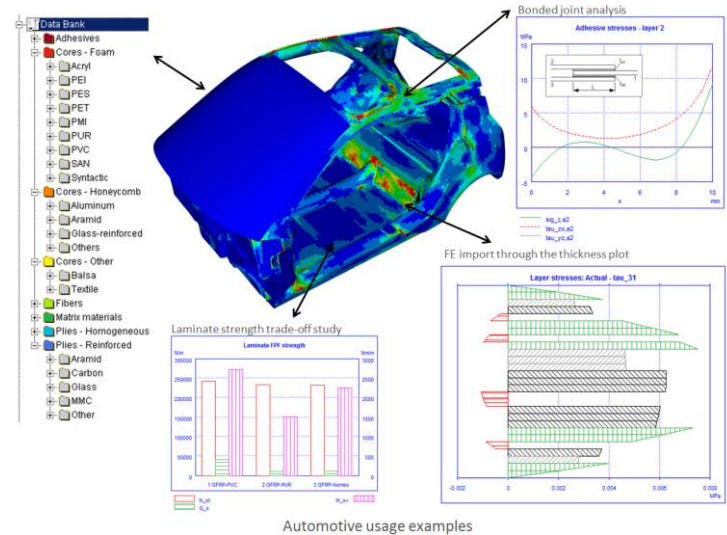 Data Bank
Adhesives
Cores - Foam
Acryl
PEI
PES
PET
PMI
PUR
PVC
SAN
Syntactic
Cores - Honeycomb
Aluminum
Aramid
Glass-reinforced
Others
Cores - Other
Balsa
Textile
Fibers
Matrix materials
Plies - Homogeneous
Plies - Reinforced
Aramid
Carbon
Glass
MMC
Other
Bonded joint analysis
Adhesive stresses - layer 2
MPa
15
10
5
0
-5
2
3
1
L
0 2 4 6 8 10
x mm
sig_z,a2
tau_zx,a2
tau_yz,a2
FE import through the thickness plot
Layer stresses: Actual - tau_31
-0.002 0 0.002 0.004 0.006 0.008
MPa
Laminate strength trade-off study
Laminate FPF strength
N/m Nm/m
300000 3000
250000 2500
200000 2000
150000 1500
100000 1000
50000 500
0 0
1 GFRP-PVC 2 GFRP-PUR 3 GFRP-Nomex
Automotive usage examples